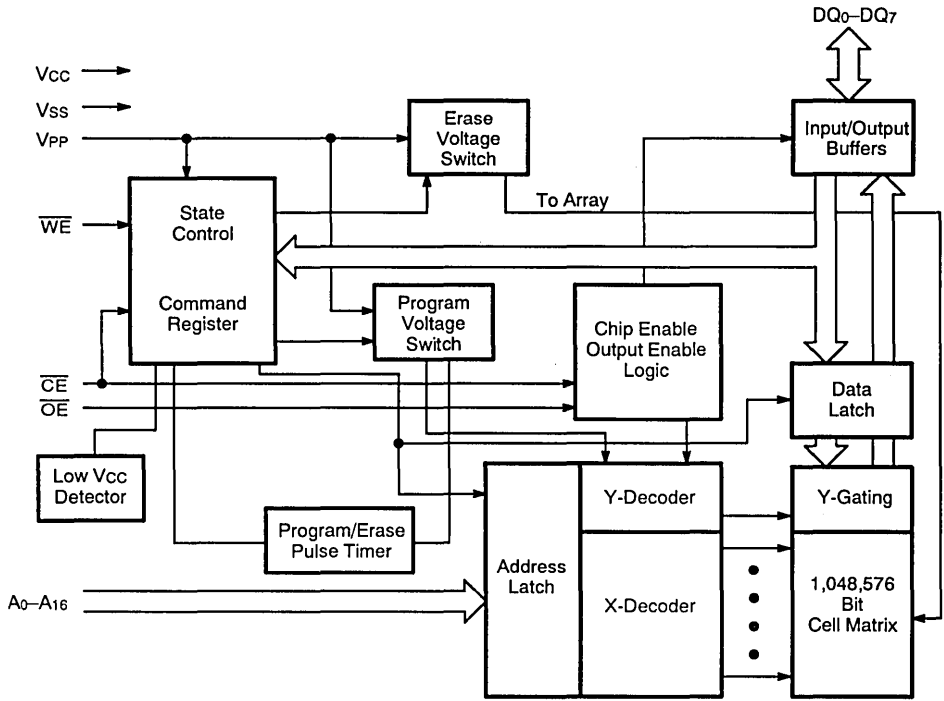 DQ0–DQ7
VCC
VSS
VPP
Erase
Voltage
Switch
Input/Output
Buffers
To Array
WE
State
Control
Command
Register
Program
Voltage
Switch
Chip Enable
Output Enable
Logic
CE
OE
Data
Latch
Low VCC
Detector
Program/Erase
Pulse Timer
Y-Decoder
Y-Gating
Address
Latch
X-Decoder
1,048,576
Bit
Cell Matrix
A0–A16